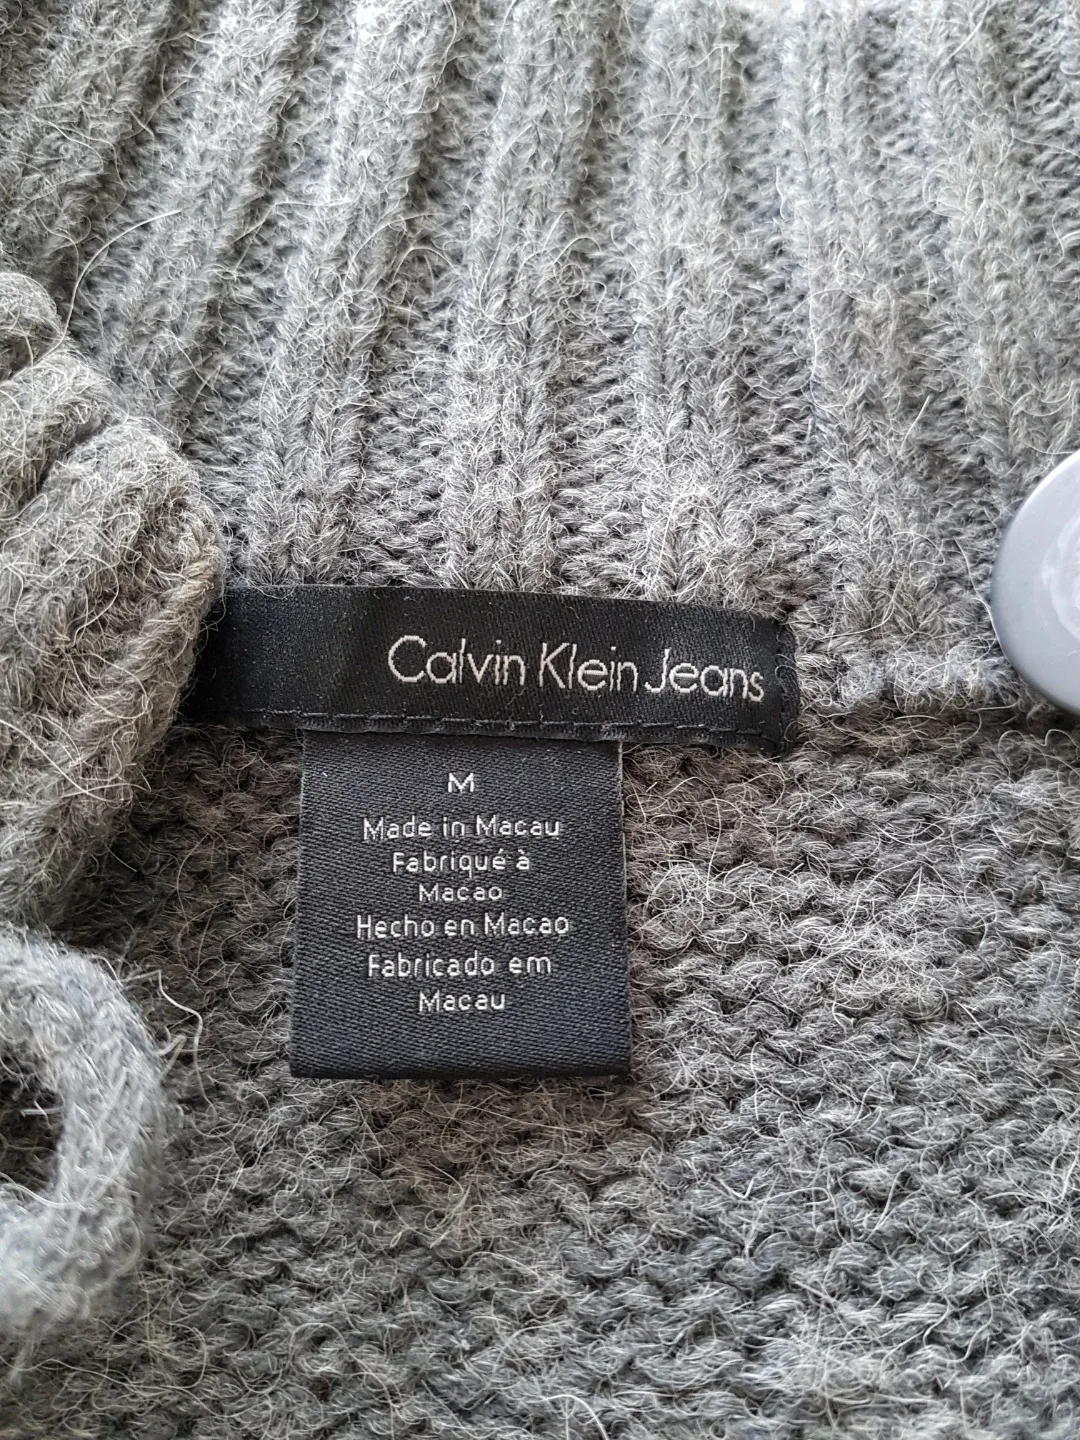 Calvin Klein Jeans
M
Made in Macau
Fabriqué à
Macao
Hecho en Macao
Fabricado em
Macau